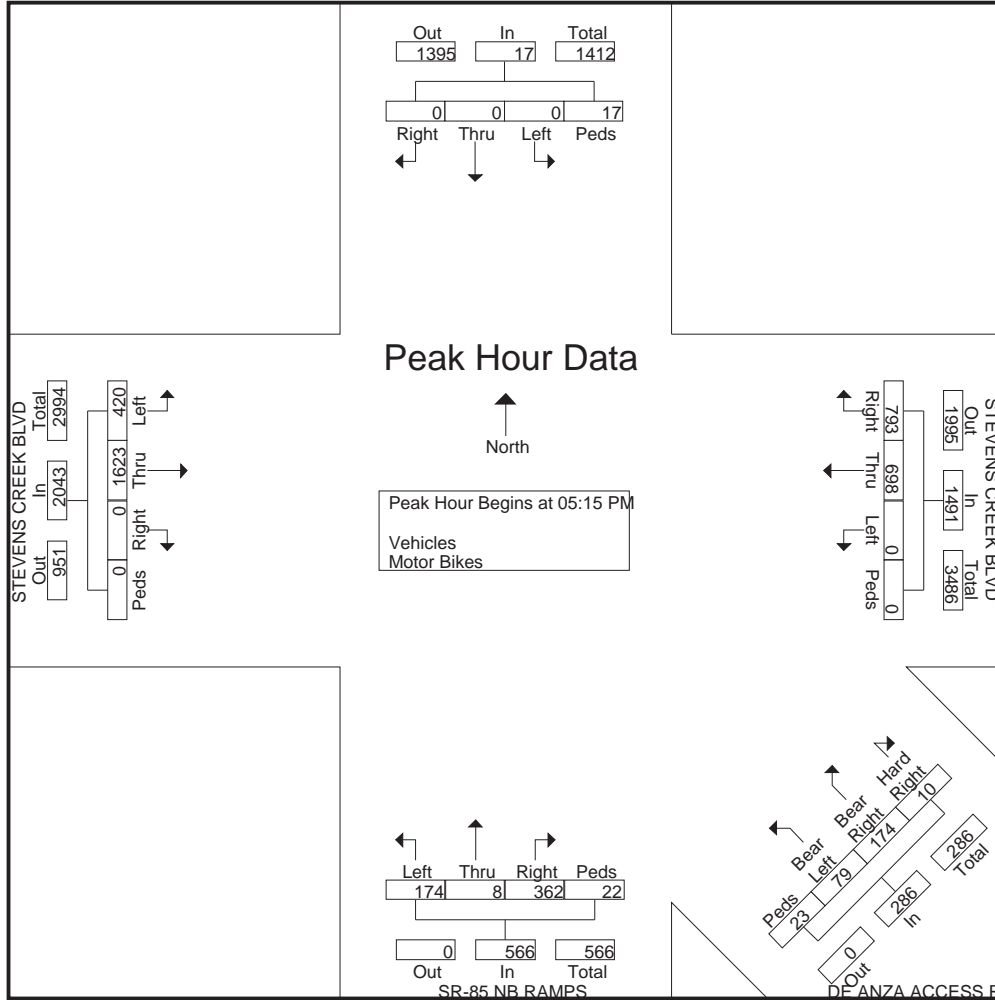 Out In Total
1395 17 1412
0 0 0 17
Right Thru Left Peds
Peak Hour Data
North
Peak Hour Begins at 05:15 PM
Vehicles
Motor Bikes
STEVENS CREEK BLVD
Total In Out
2994 2043 951
420 1623 0 0
Left Thru Right Peds
STEVENS CREEK BLVD
Out In Total
1995 1491 3486
793 698 0 0
Right Thru Left Peds
Left Thru Right Peds
174 8 362 22
0 566 566
Out In Total
SR-85 NB RAMPS
Peds Bear Left Bear Right Hard Right
23 79 174 10
0 286 286
Out In Total
DE ANZA ACCESS